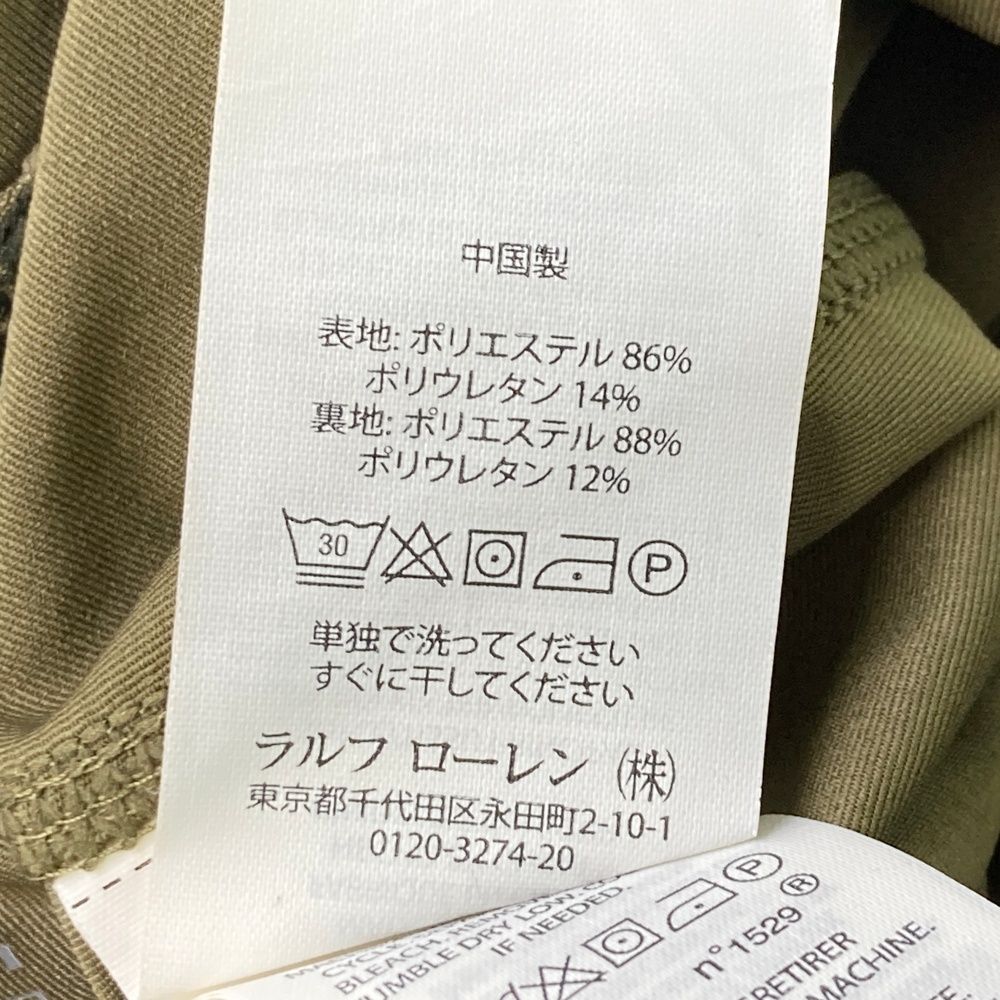 中国製
表地: ポリエステル 86%
ポリウレタン 14%
裏地: ポリエステル 88%
ポリウレタン 12%
30
P
単独で洗ってください
すぐに干してください
ラルフ ローレン (株)
東京都千代田区永田町2-10-1
0120-3274-20
BLEACH.
TUMBLE DRY LOW.
IF NEEDED.
P
®
n° 1529
RETIRER
MACHINE.